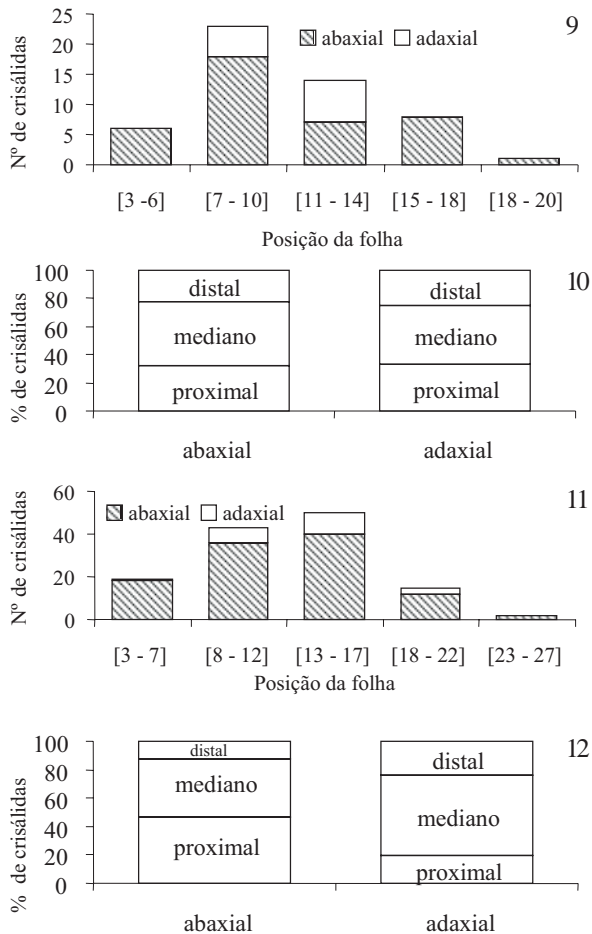 9
Nº de crisálidas
25
20
15
10
5
0
abaxial adaxial
[3 -6] [7 - 10] [11 - 14] [15 - 18] [18 - 20]
Posição da folha
10
% de crisálidas
100
80
60
40
20
0
distal distal
mediano mediano
proximal proximal
abaxial adaxial
11
Nº de crisálidas
60
40
20
0
abaxial adaxial
[3 - 7] [8 - 12] [13 - 17] [18 - 22] [23 - 27]
Posição da folha
12
% de crisálidas
100
80
60
40
20
0
distal distal
mediano mediano
proximal proximal
abaxial adaxial